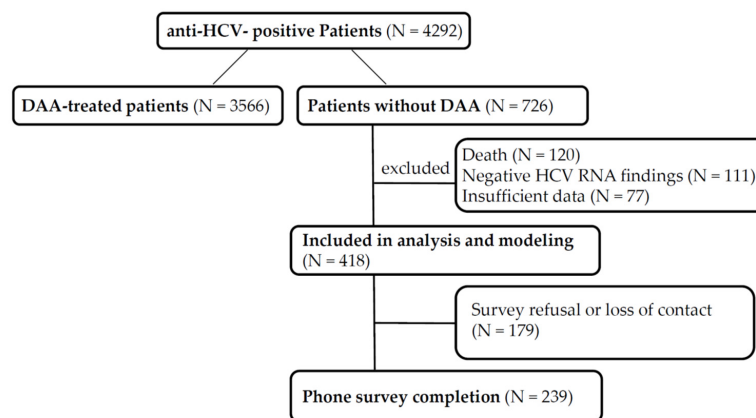 anti-HCV- positive Patients (N = 4292)
DAA-treated patients (N = 3566)
Patients without DAA (N = 726)
excluded
Death (N = 120)
Negative HCV RNA findings (N = 111)
Insufficient data (N = 77)
Included in analysis and modeling
(N = 418)
Survey refusal or loss of contact
(N = 179)
Phone survey completion (N = 239)